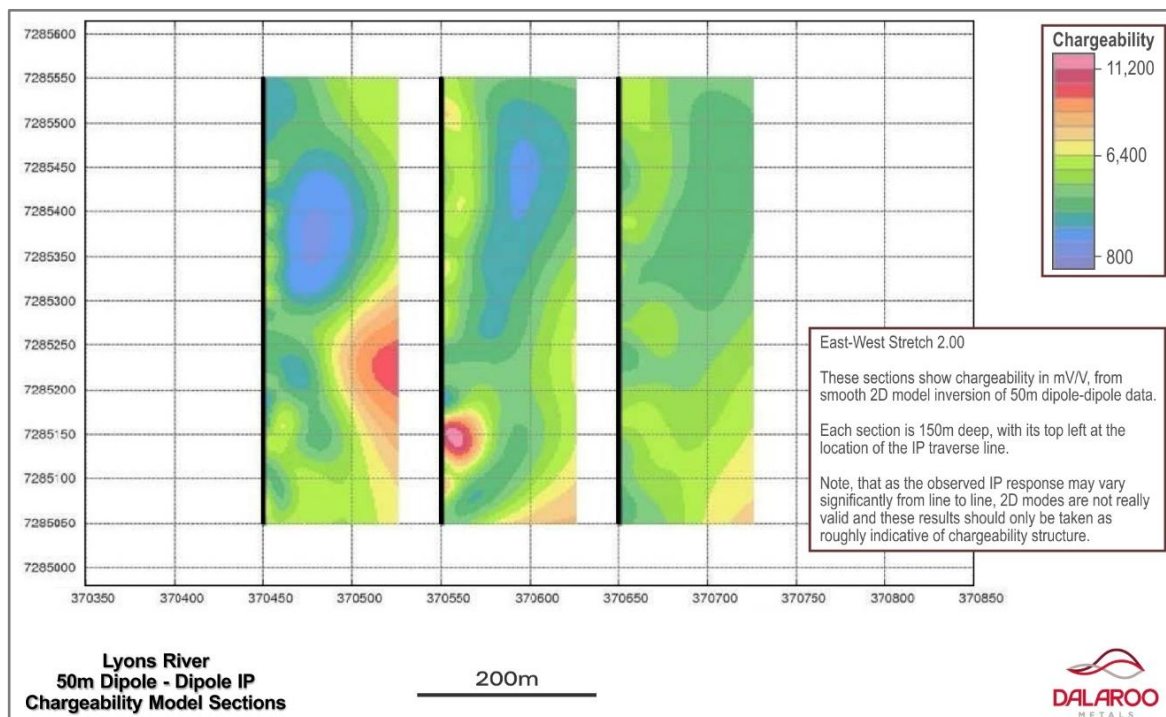 7285600
7285550
7285500
7285450
7285400
7285350
7285300
7285250
7285200
7285150
7285100
7285050
7285000
370350 370400 370450 370500 370550 370600 370650 370700 370750 370800 370850
Chargeability
11,200
6,400
800
East-West Stretch 2.00
These sections show chargeability in mV/V, from
smooth 2D model inversion of 50m dipole-dipole data.
Each section is 150m deep, with its top left at the
location of the IP traverse line.
Note, that as the observed IP response may vary
significantly from line to line, 2D modes are not really
valid and these results should only be taken as
roughly indicative of chargeability structure.
Lyons River
50m Dipole - Dipole IP
Chargeability Model Sections
200m
DALAROO
METALS